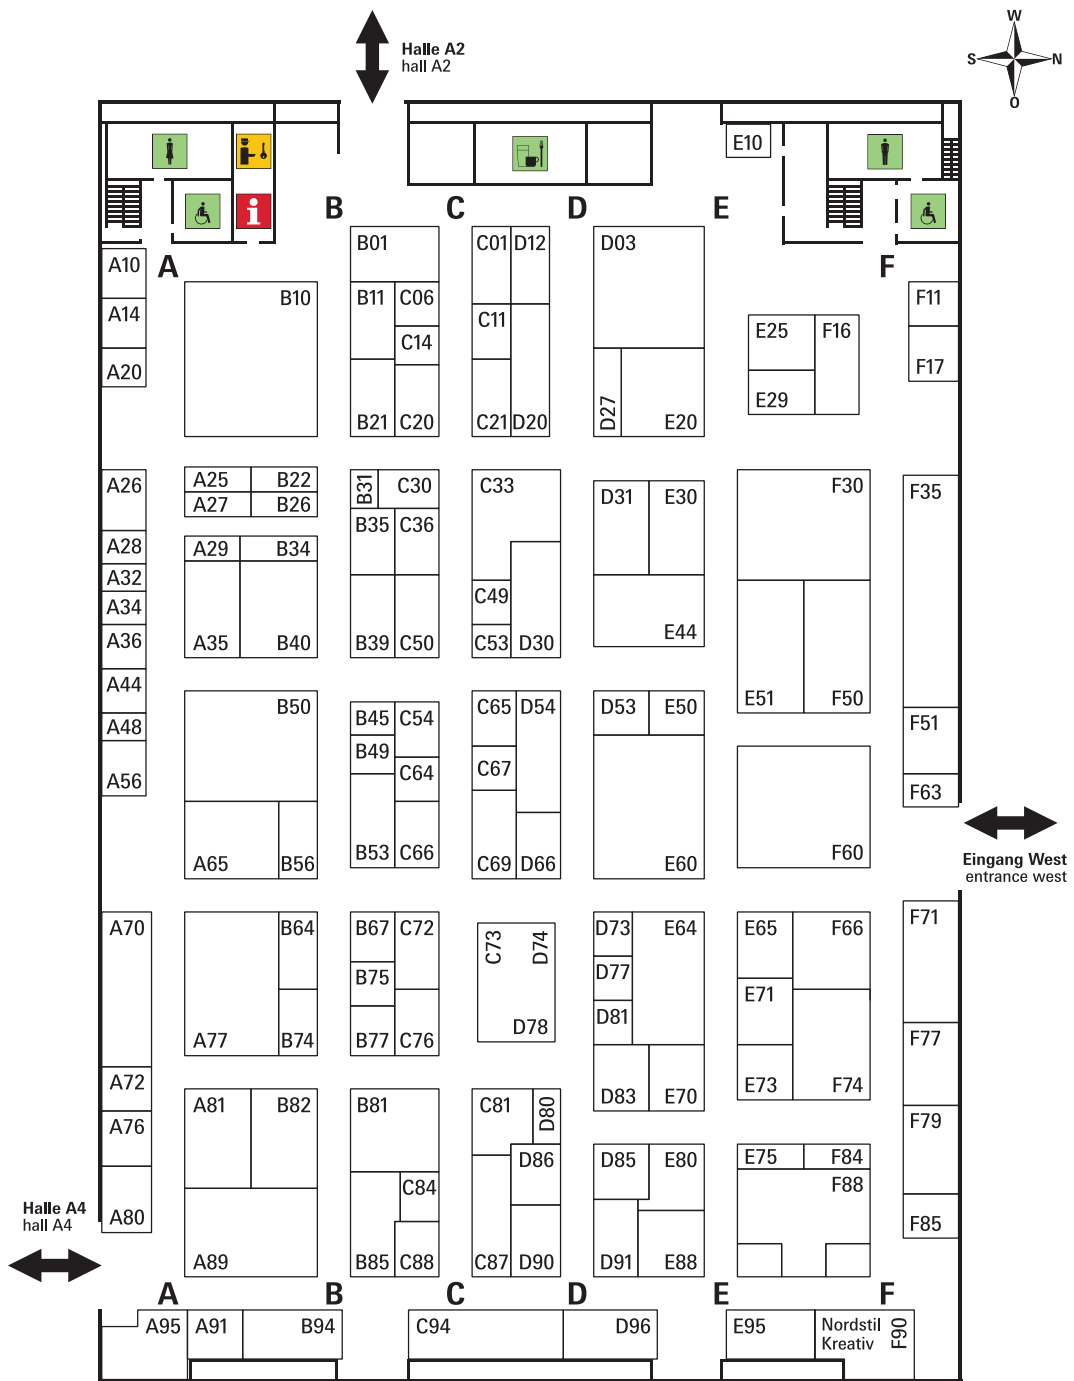 W
S N
O
Halle A2
hall A2
E10
B C D E
A F
B01 C01 D12 D03
A10 B10 B11 C06 F11
A14 C11 E25 F16
C14
A20 F17
E29
B21 C20 C21 D20 D27 E20
A26 A25 B22 B31 C30 C33 D31 E30 F30 F35
A27 B26
B35 C36
A28 A29 B34
A32
A34 C49
A36 A35 B40 B39 C50 C53 D30 E44
A44 E51 F50
B50 C65 D54 D53 E50
A48 B45 C54 F51
B49
A56 C67
C64 F63
A65 B56 B53 C66 C69 D66 E60 F60
Eingang West
entrance west
A70 B64 B67 C72 C73 D74 D73 E64 E65 F66 F71
D77
B75
D81 E71
A77 B74 B77 C76 D78 F77
A72 D83 E70 E73 F74
A81 B82 B81 C81 D80
A76 F79
D86 D85 E80 E75 F84
F88
C84
Halle A4
hall A4
A80 F85
A89 B85 C88 C87 D90 D91 E88
A B C D E F
A95 A91 B94 C94 D96 E95 Nordstil
Kreativ F90